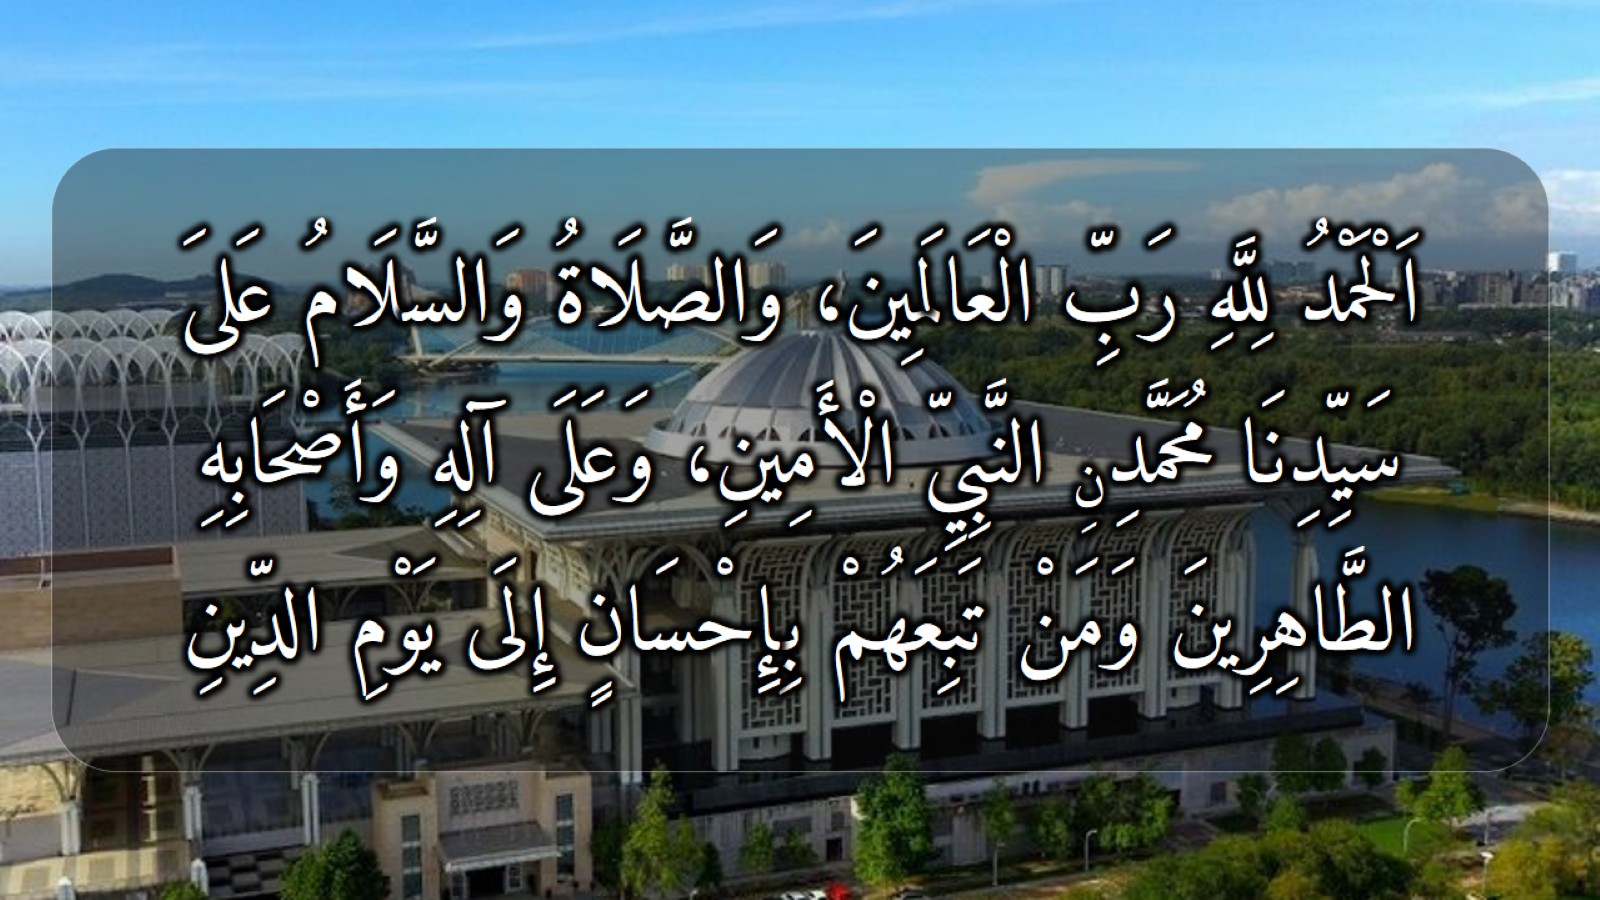 اَلْحَمْدُ لِلَّهِ رَبِّ الْعَالَمِينَ، وَالصَّلَاةُ وَالسَّلَامُ عَلَىَ
سَيِّدِنَا مُحَمَّدِنِ النَّبِيِّ الْأَمِينِ، وَعَلَىَ آلِهِ وَأَصْحَابِهِ
الطَّاهِرِينَ وَمَنْ تَبِعَهُمْ بِإِحْسَانٍ إِلَى يَوْمِ الدِّينِ